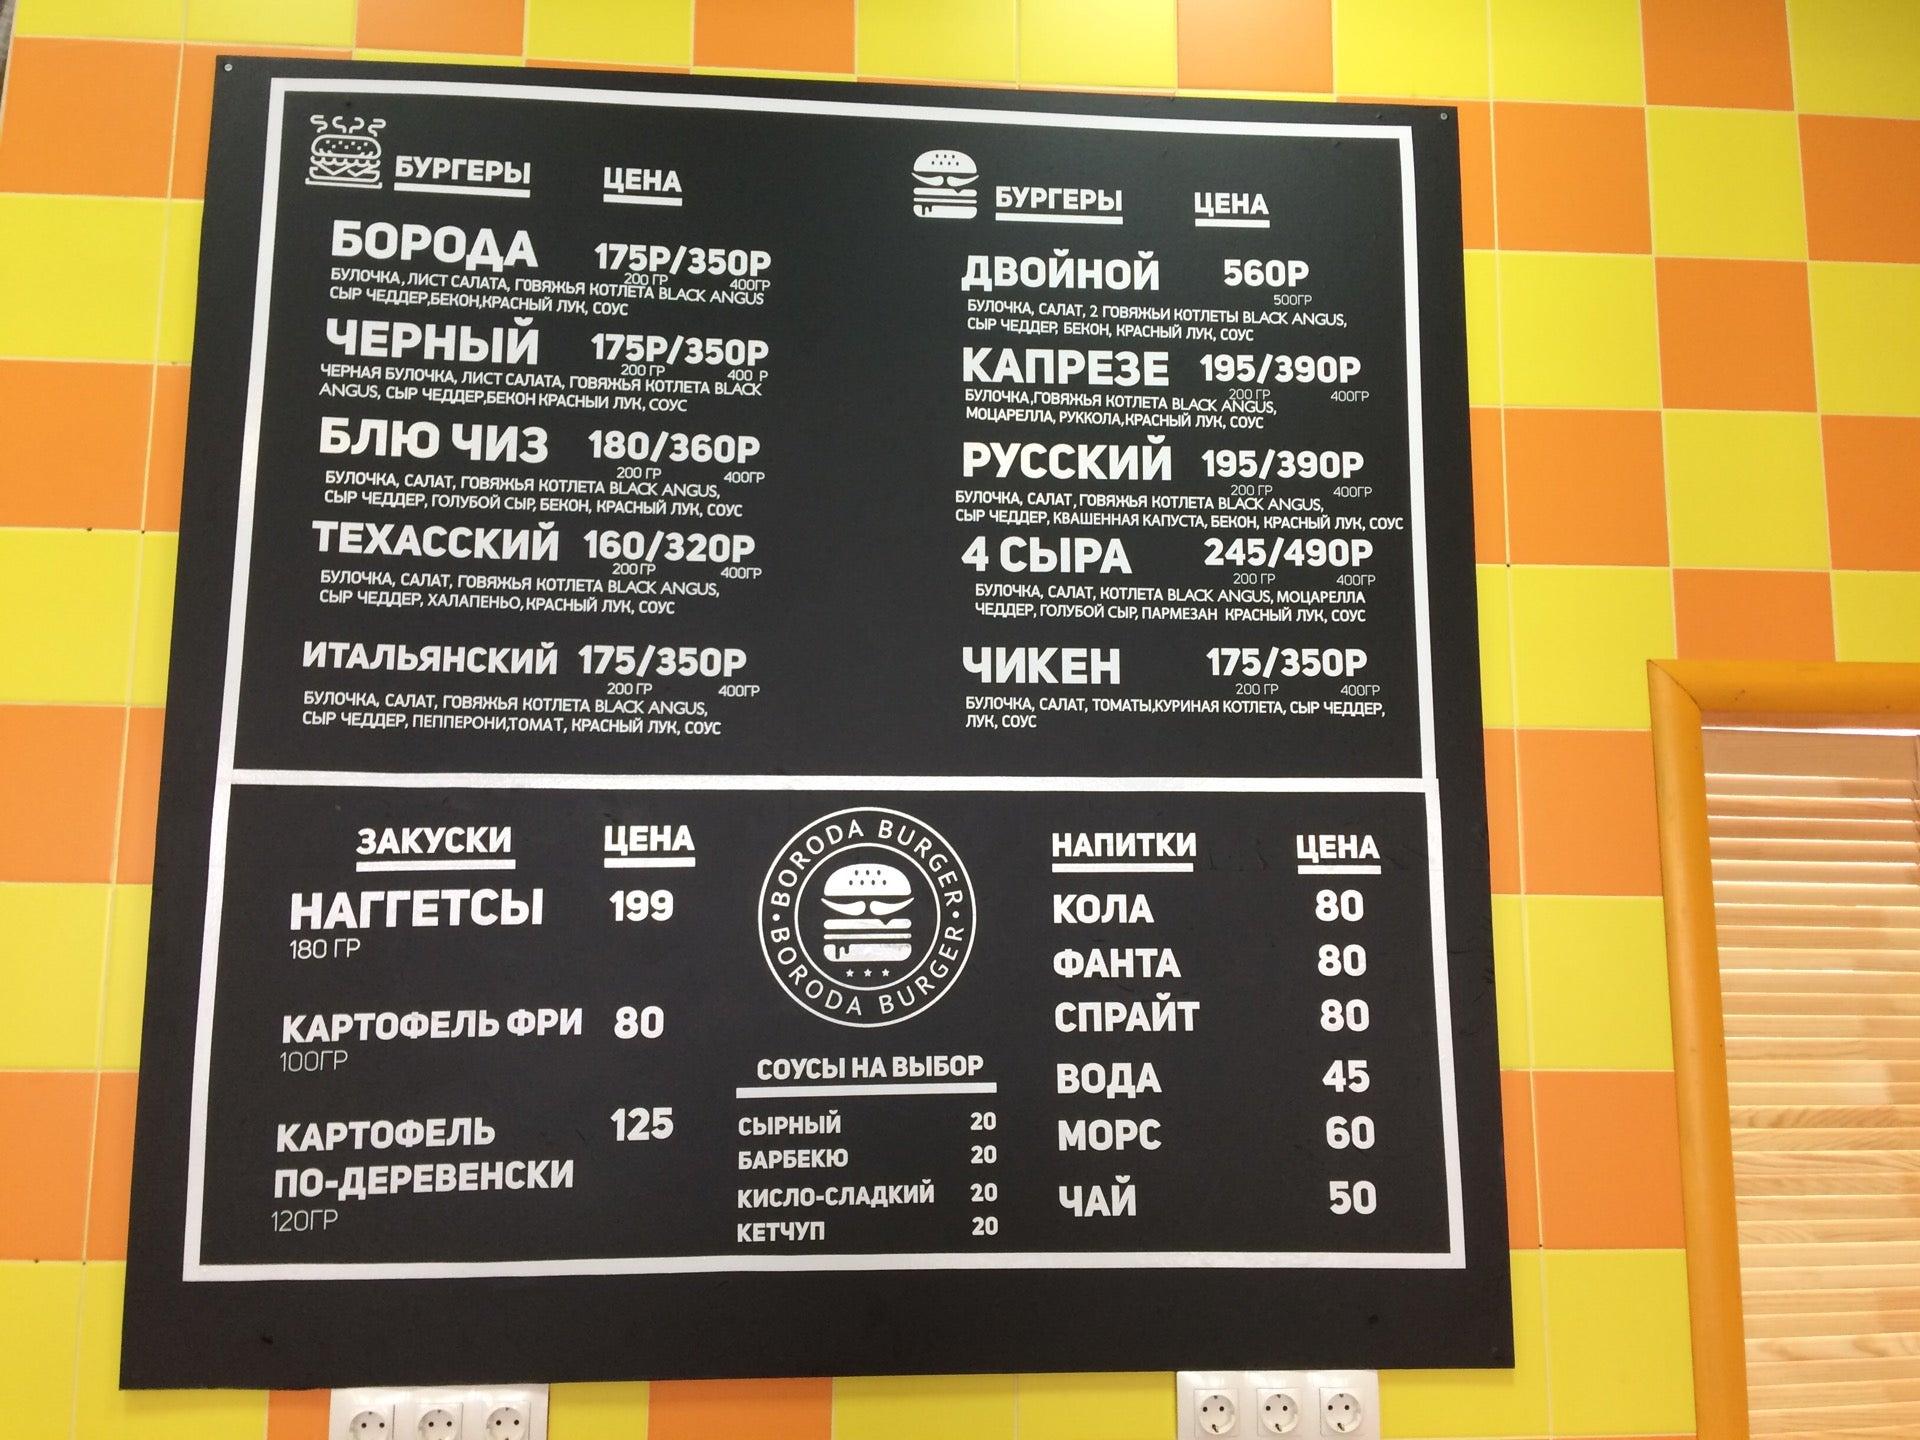 БУРГЕРЫ ЦЕНА
БОРОДА 175Р/350Р
200 ГР 400ГР
БУЛОЧКА, ЛИСТ САЛАТА, ГОВЯЖЬЯ КОТЛЕТА BLACK ANGUS
СЫР ЧЕДДЕР,БЕКОН,КРАСНЫЙ ЛУК, СОУС
ЧЕРНЫЙ 175Р/350Р
200 ГР 400 Р
ЧЕРНАЯ БУЛОЧКА, ЛИСТ САЛАТА, ГОВЯЖЬЯ КОТЛЕТА BLACK
ANGUS, СЫР ЧЕДДЕР,БЕКОН КРАСНЫЙ ЛУК, СОУС
БЛЮ ЧИЗ 180/360Р
200 ГР 400ГР
БУЛОЧКА, САЛАТ, ГОВЯЖЬЯ КОТЛЕТА BLACK ANGUS,
СЫР ЧЕДДЕР, ГОЛУБОЙ СЫР, БЕКОН, КРАСНЫЙ ЛУК, СОУС
ТЕХАССКИЙ 160/320Р
200 ГР 400ГР
БУЛОЧКА, САЛАТ, ГОВЯЖЬЯ КОТЛЕТА BLACK ANGUS,
СЫР ЧЕДДЕР, ХАЛАПЕНЬО, КРАСНЫЙ ЛУК, СОУС
ИТАЛЬЯНСКИЙ 175/350Р
200 ГР 400ГР
БУЛОЧКА, САЛАТ, ГОВЯЖЬЯ КОТЛЕТА BLACK ANGUS,
СЫР ЧЕДДЕР, ПЕППЕРОНИ,ТОМАТ, КРАСНЫЙ ЛУК, СОУС
БУРГЕРЫ ЦЕНА
ДВОЙНОЙ 560Р
500ГР
БУЛОЧКА, САЛАТ, 2 ГОВЯЖЬИ КОТЛЕТЫ BLACK ANGUS,
СЫР ЧЕДДЕР, БЕКОН, КРАСНЫЙ ЛУК, СОУС
КАПРЕЗЕ 195/390Р
200 ГР 400ГР
БУЛОЧКА,ГОВЯЖЬЯ КОТЛЕТА BLACK ANGUS,
МОЦАРЕЛЛА, РУККОЛА,КРАСНЫЙ ЛУК, СОУС
РУССКИЙ 195/390Р
200 ГР 400ГР
БУЛОЧКА, САЛАТ, ГОВЯЖЬЯ КОТЛЕТА BLACK ANGUS,
СЫР ЧЕДДЕР, КВАШЕННАЯ КАПУСТА, БЕКОН, КРАСНЫЙ ЛУК, СОУС
4 СЫРА 245/490Р
200 ГР 400ГР
БУЛОЧКА, САЛАТ, КОТЛЕТА BLACK ANGUS, МОЦАРЕЛЛА
ЧЕДДЕР, ГОЛУБОЙ СЫР, ПАРМЕЗАН КРАСНЫЙ ЛУК, СОУС
ЧИКЕН 175/350Р
200 ГР 400ГР
БУЛОЧКА, САЛАТ, ТОМАТЫ,КУРИНАЯ КОТЛЕТА, СЫР ЧЕДДЕР,
ЛУК, СОУС
ЗАКУСКИ ЦЕНА
НАГГЕТСЫ 199
180 ГР
КАРТОФЕЛЬ ФРИ 80
100ГР
КАРТОФЕЛЬ 125
ПО-ДЕРЕВЕНСКИ
120ГР
BORODA BURGER
BORODA BURGER
СОУСЫ НА ВЫБОР
СЫРНЫЙ 20
БАРБЕКЮ 20
КИСЛО-СЛАДКИЙ 20
КЕТЧУП 20
НАПИТКИ ЦЕНА
КОЛА 80
ФАНТА 80
СПРАЙТ 80
ВОДА 45
МОРС 60
ЧАЙ 50